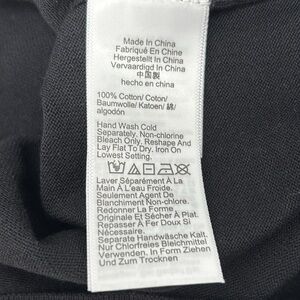 Made In China
Fabriqué En China
Hergestellt In China
Vervaardigd In China
中国製
hecho en china
100% Cotton/ Coton/
Baumwolle/ Katoen/ 綿/
algodón
Hand Wash Cold
Separately. Non-chlorine
Bleach Only. Reshape And
Lay Flat To Dry. Iron On
Lowest Setting.
Laver Séparément À La
Main À L'eau Froide.
Seulement Agent De
Blanchiment Non-chlore.
Redonner La Forme
Originale Et Sécher À Plat.
Repasser À Fer Doux Si
Nécessaire.
Separate Handwäsche Kalt.
Nur Chlorfreies Bleichmittel
Verwenden. In Form Ziehen
Und Zum Trocknen